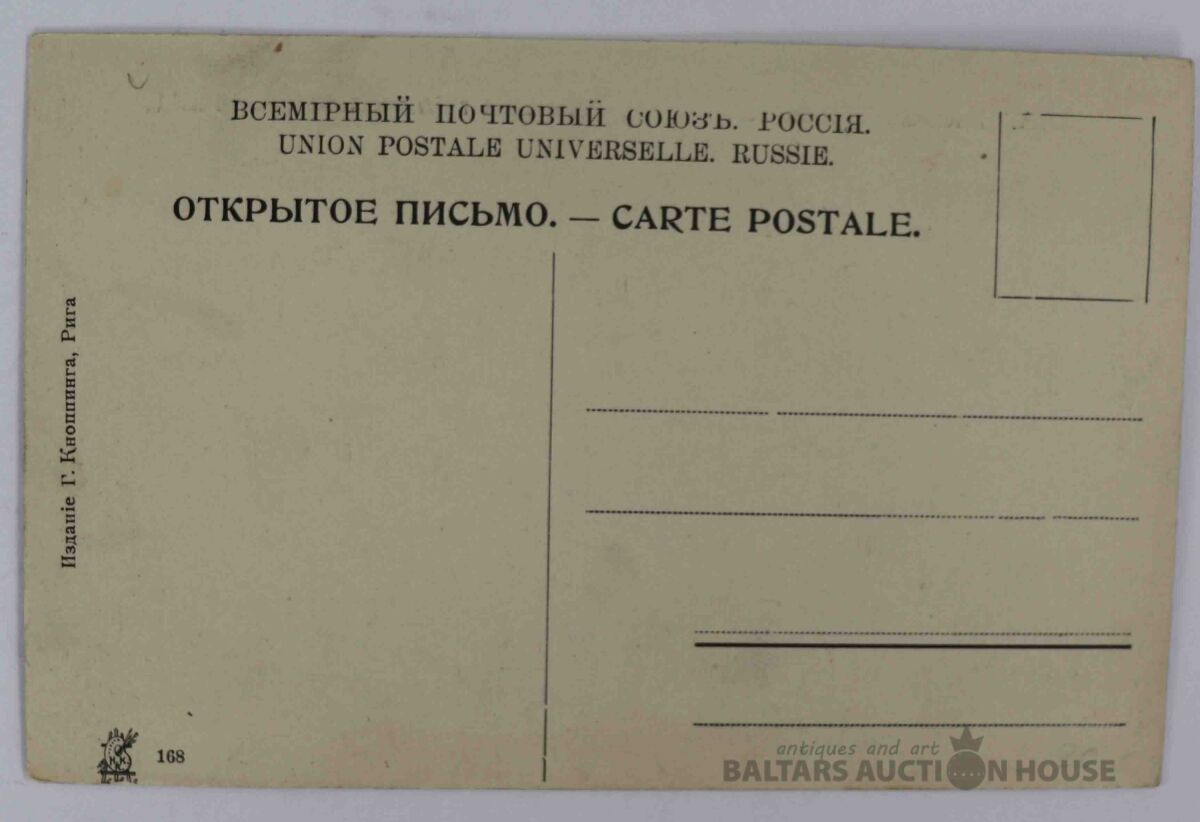 ВСЕМІРНЫЙ ПОЧТОВЫЙ СОЮЗЪ. РОССІЯ.
UNION POSTALE UNIVERSELLE. RUSSIE.
ОТКРЫТОЕ ПИСЬМО. — CARTE POSTALE.
Изданіе Г. Кноппинга, Рига
168
antiques and art
BALTARS AUCTION HOUSE